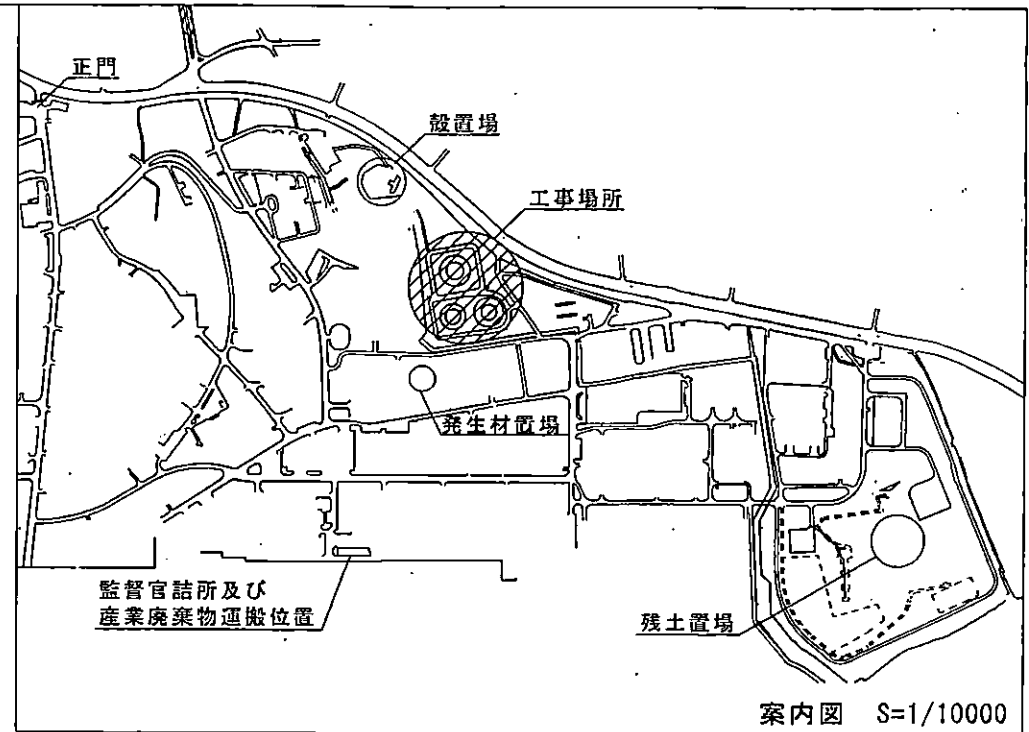 正門
殻置場
工事場所
発生材置場
監督官詰所及び
産業廃棄物運搬位置
残土置場
案内図 S=1/10000